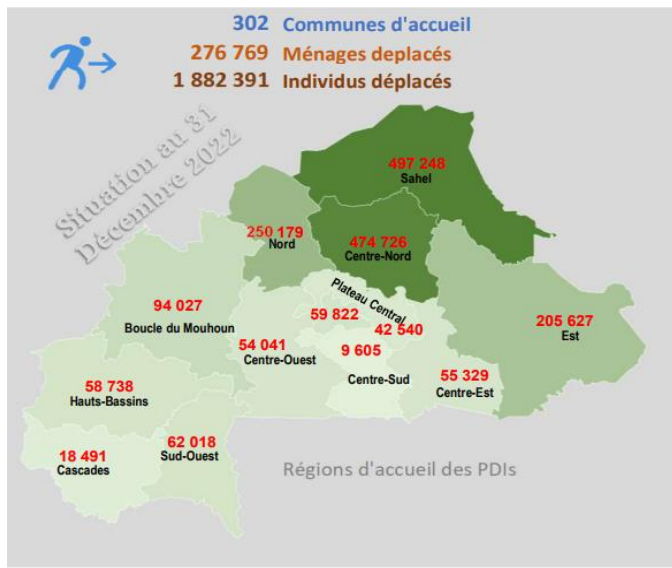 302 Communes d'accueil
276 769 Ménages deplacés
1 882 391 Individus déplacés
Situation au 31
Décembre 2022
497 248
Sahel
250 179
Nord
474 726
Centre-Nord
Plateau Central
94 027
Boucle du Mouhoun
59 822
42 540
205 627
Est
54 041
Centre-Ouest
9 605
Centre-Sud
55 329
Centre-Est
58 738
Hauts-Bassins
62 018
Sud-Ouest
18 491
Cascades
Régions d'accueil des PDIs